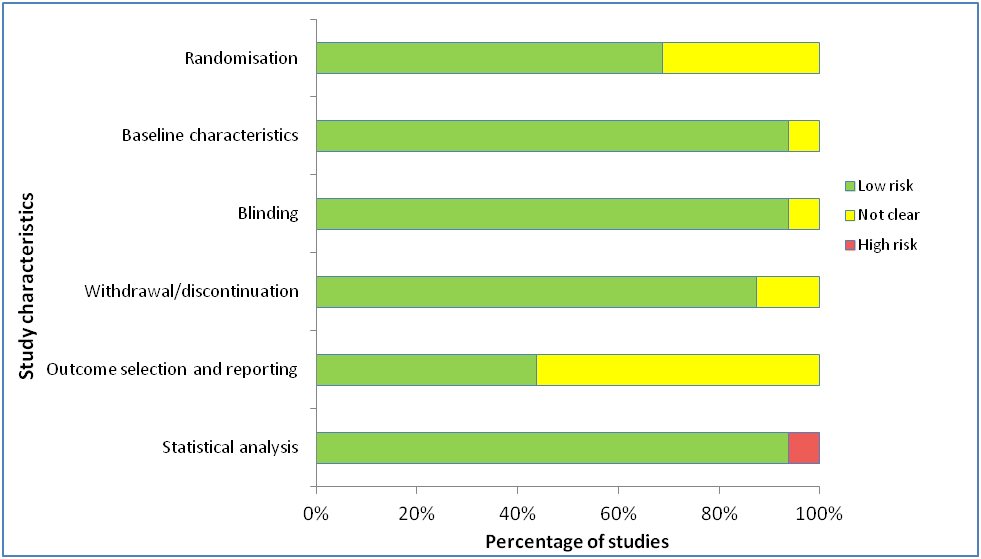 Study characteristics
Randomisation
Baseline characteristics
Blinding
Withdrawal/discontinuation
Outcome selection and reporting
Statistical analysis
0% 20% 40% 60% 80% 100%
Percentage of studies
Low risk
Not clear
High risk